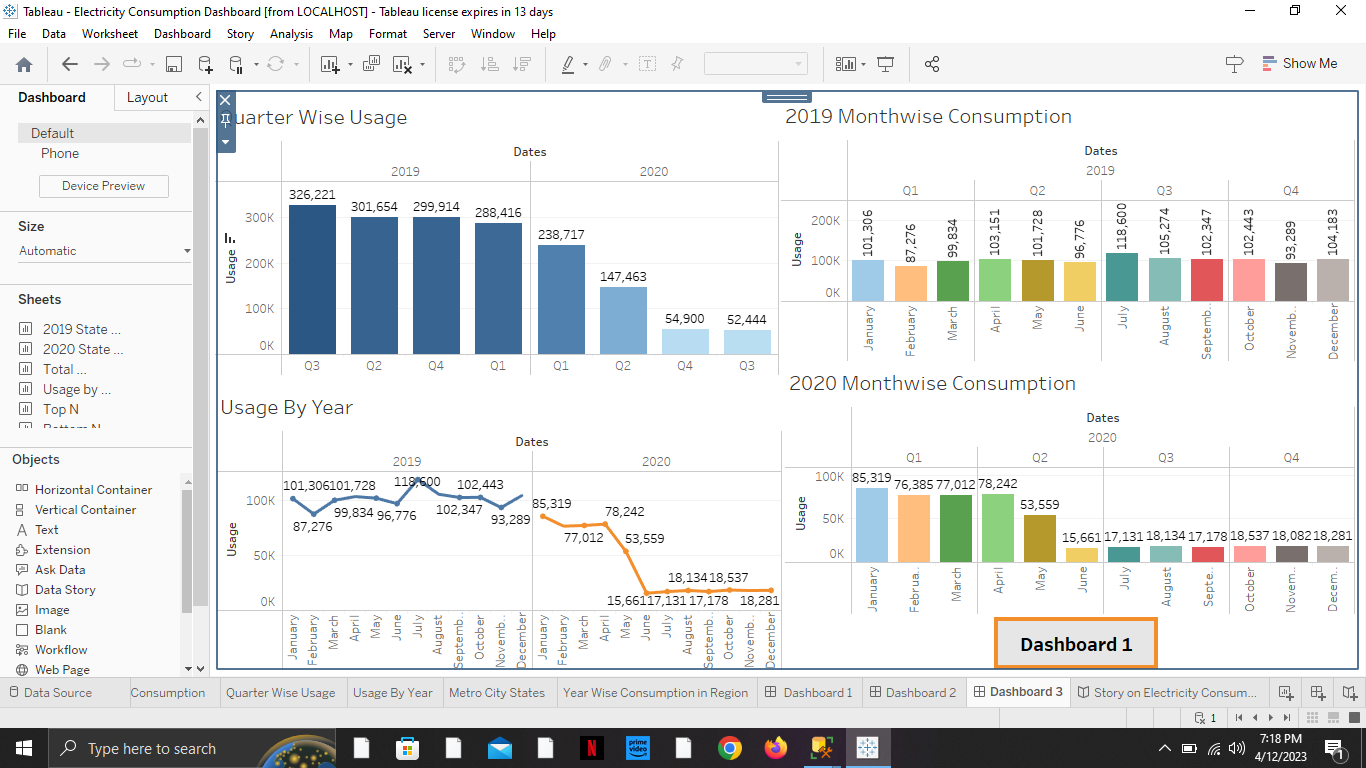 Tableau - Electricity Consumption Dashboard [from LOCALHOST] - Tableau license expires in 13 days
File Data Worksheet Dashboard Story Analysis Map Format Server Window Help
Show Me
Dashboard Layout
Default
Phone
Device Preview
Size
Automatic
Sheets
2019 State ...
2020 State ...
Total ...
Usage by ...
Top N
Bottom N
Objects
Horizontal Container
Vertical Container
Text
Extension
Ask Data
Data Story
Image
Blank
Workflow
Web Page
Quarter Wise Usage
Dates
2019 2020
Usage
300K
200K
100K
0K
326,221 301,654 299,914 288,416 238,717 147,463 54,900 52,444
Q3 Q2 Q4 Q1 Q1 Q2 Q4 Q3
2019 Monthwise Consumption
Dates
2019
Q1 Q2 Q3 Q4
Usage
200K
100K
0K
101,306 87,276 99,834 103,151 101,728 96,776 118,600 105,274 102,347 102,443 93,289 104,183
January February March April May June July August Septemb.. October Novemb.. December
Usage By Year
Dates
2019 2020
Usage
100K
50K
0K
101,306 101,728 118,600 102,443
87,276 99,834 96,776 102,347 93,289
85,319 78,242
77,012 53,559
18,134 18,537
15,661 17,131 17,178 18,281
January February March April May June July August Septemb.. October Novemb.. December January February March April May June July August Septemb.. October Novemb.. December
2020 Monthwise Consumption
Dates
2020
Q1 Q2 Q3 Q4
Usage
100K
50K
0K
85,319 76,385 77,012 78,242 53,559 15,661 17,131 18,134 17,178 18,537 18,082 18,281
January Februa.. March April May June July August Septe.. October Novem.. Decem..
Dashboard 1
Data Source Consumption Quarter Wise Usage Usage By Year Metro City States Year Wise Consumption in Region Dashboard 1 Dashboard 2 Dashboard 3 Story on Electricity Consum...
1
Type here to search
N
prime video
7:18 PM
4/12/2023
1